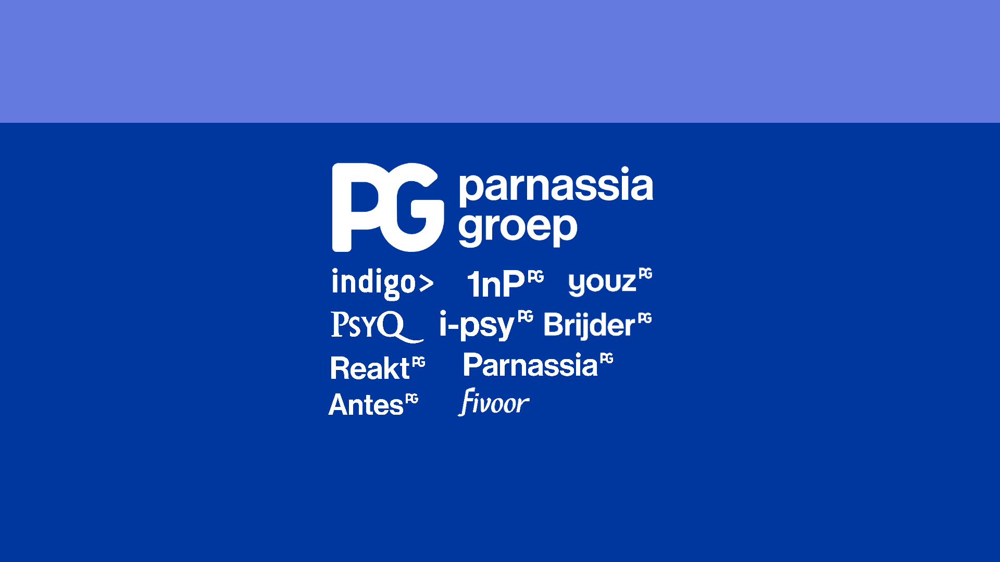 PG parnassia
groep
indigo> 1nP PG youz PG
PsyQ i-psy PG Brijder PG
Reakt PG Parnassia PG
Antes PG fivoor